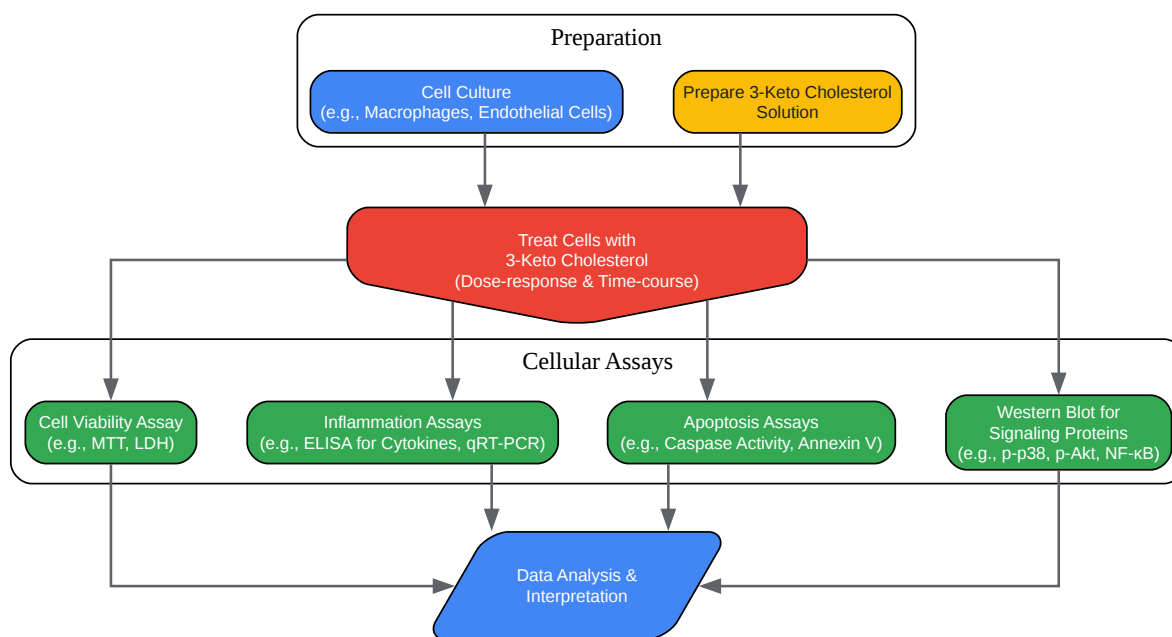 Preparation
Cell Culture
(e.g., Macrophages, Endothelial Cells)
Prepare 3-Keto Cholesterol
Solution
Treat Cells with
3-Keto Cholesterol
(Dose-response & Time-course)
Cellular Assays
Cell Viability Assay
(e.g., MTT, LDH)
Inflammation Assays
(e.g., ELISA for Cytokines, qRT-PCR)
Apoptosis Assays
(e.g., Caspase Activity, Annexin V)
Western Blot for
Signaling Proteins
(e.g., p-p38, p-Akt, NF-κB)
Data Analysis &
Interpretation